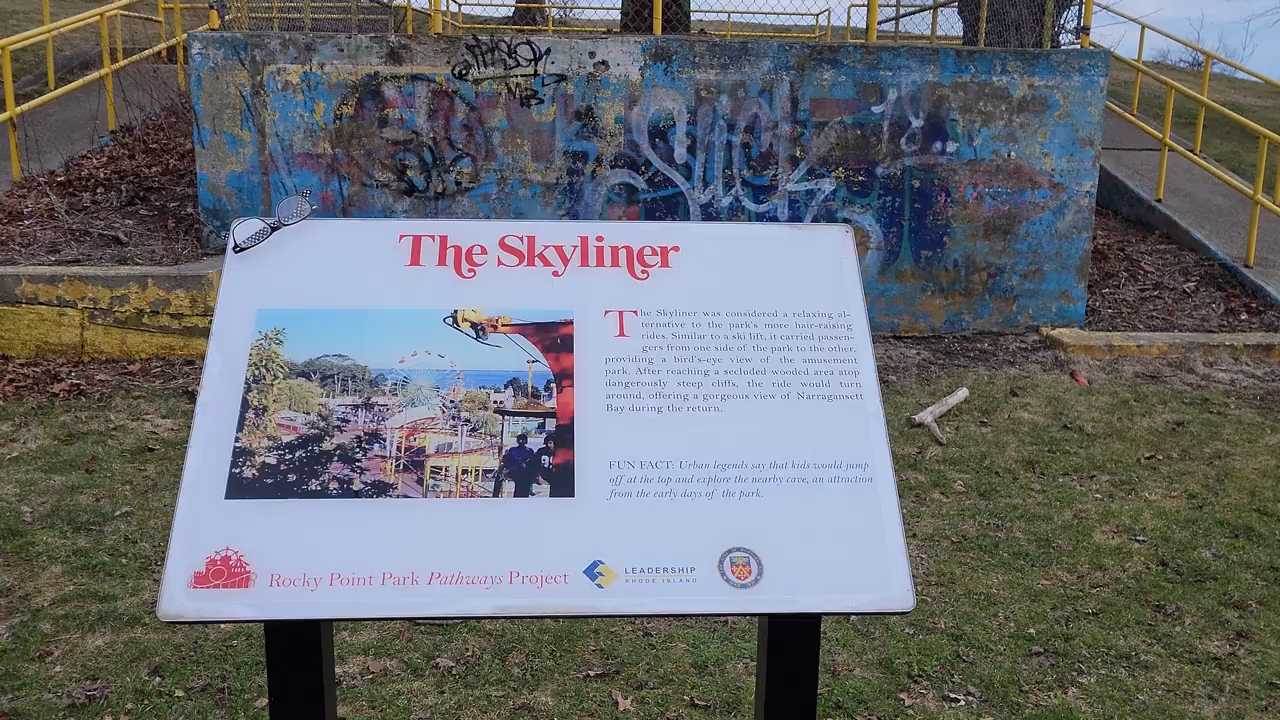 Suck
The Skyliner
The Skyliner was considered a relaxing al-
ternative to the park's more hair-raising
rides. Similar to a ski lift, it carried passen-
gers from one side of the park to the other,
providing a bird's-eye view of the amusement
park. After reaching a secluded wooded area atop
dangerously steep cliffs, the ride would turn
around, offering a gorgeous view of Narragansett
Bay during the return.
FUN FACT: Urban legends say that kids would jump
off at the top and explore the nearby cave, an attraction
from the early days of the park.
Rocky Point Park Pathways Project
LEADERSHIP
RHODE ISLAND